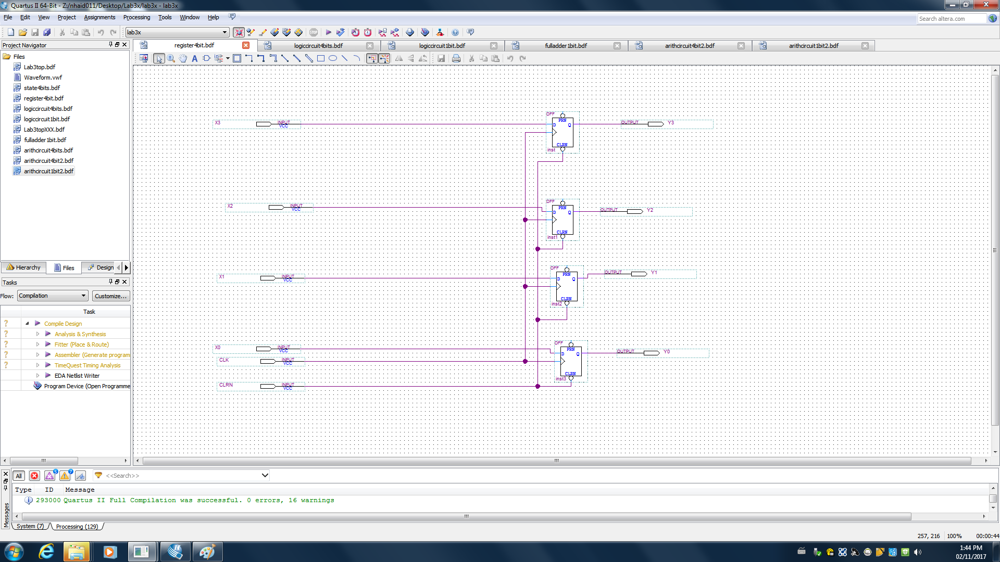 Quartus II 64-Bit - Z:/nhaid011/Desktop/Lab3x/lab3x - lab3x
File Edit View Project Assignments Processing Tools Window Help
Search altera.com
lab3x
Project Navigator
register4bit.bdf
logiccircuit4bits.bdf
logiccircuit1bit.bdf
fulladder1bit.bdf
arithcircuit4bit2.bdf
arithcircuit1bit2.bdf
Files
Lab3top.bdf
Waveform.vwf
state4bits.bdf
register4bit.bdf
logiccircuit4bits.bdf
logiccircuit1bit.bdf
Lab3topXXX.bdf
fulladder1bit.bdf
arithcircuit4bits.bdf
arithcircuit4bit2.bdf
arithcircuit1bit2.bdf
Hierarchy Files Design
Tasks
Flow: Compilation Customize...
Task
Compile Design
Analysis & Synthesis
Fitter (Place & Route)
Assembler (Generate program
TimeQuest Timing Analysis
EDA Netlist Writer
Program Device (Open Programme
X3 INPUT VCC
DFF PRN D Q CLRN inst
OUTPUT Y3
X2 INPUT VCC
DFF PRN D Q CLRN inst1
OUTPUT Y2
X1 INPUT VCC
DFF PRN D Q CLRN inst2
OUTPUT Y1
X0 INPUT VCC
DFF PRN D Q CLRN inst3
OUTPUT Y0
CLK INPUT VCC
CLRN INPUT VCC
All 5 7 <<Search>>
Type ID Message
293000 Quartus II Full Compilation was successful. 0 errors, 16 warnings
Messages
System (7) Processing (129)
257, 216 100% 00:00:44
1:44 PM
02/11/2017